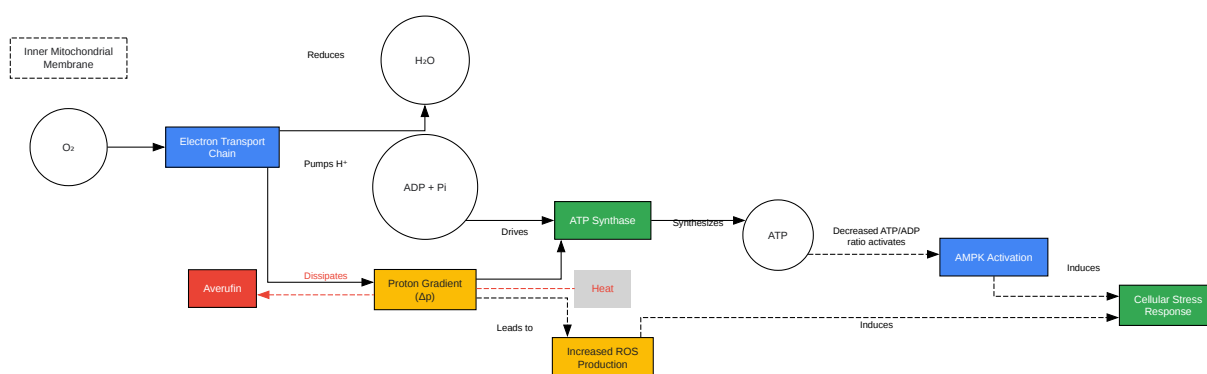 Inner Mitochondrial
Membrane
Reduces
H₂O
O₂
Electron Transport
Chain
Pumps H⁺
ADP + Pi
Drives
ATP Synthase
Synthesizes
ATP
Decreased ATP/ADP
ratio activates
AMPK Activation
Induces
Averufin
Dissipates
Proton Gradient
(Δp)
Heat
Cellular Stress
Response
Leads to
Induces
Increased ROS
Production